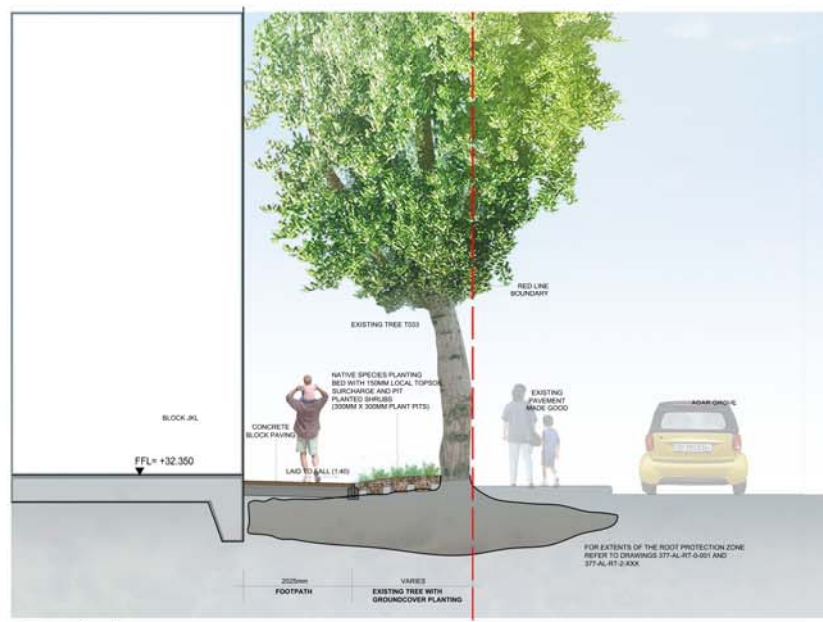 RED LINE
BOUNDARY
EXISTING TREE T033
NATIVE SPECIES PLANTING
BED WITH 150MM LOCAL TOPSOIL
SURCHARGE AND PIT
PLANTED SHRUBS
(300MM X 300MM PLANT PITS)
EXISTING
PAVEMENT
MADE GOOD
AGAR GROVE
BLOCK JKL
CONCRETE
BLOCK PAVING
FFL= +32.350
LAID TO FALL (1:40)
FOR EXTENTS OF THE ROOT PROTECTION ZONE
REFER TO DRAWINGS 377-AL-RT-0-001 AND
377-AL-RT-2-XXX
2025mm
VARIES
FOOTPATH
EXISTING TREE WITH
GROUNDCOVER PLANTING